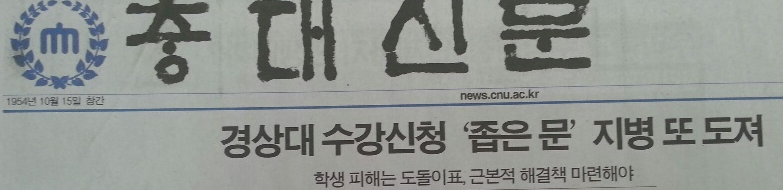 충대신문
1954년 10월 15일 창간
news.cnu.ac.kr
경상대 수강신청 '좁은 문' 지병 또 도져
학생 피해는 도돌이표, 근본적 해결책 마련해야